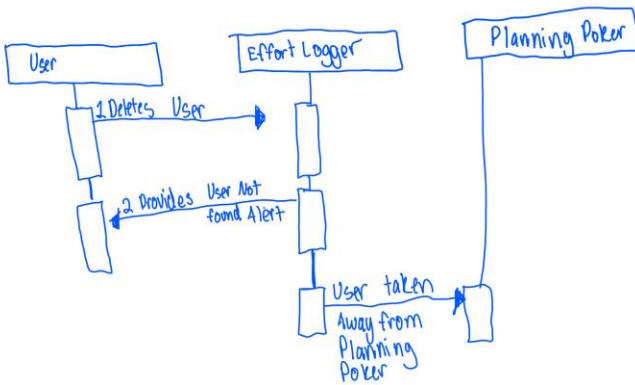 User
Effort Logger
Planning Poker
1 Deletes User
2 Provides User Not
found Alert
User taken
Away from
Planning
Poker